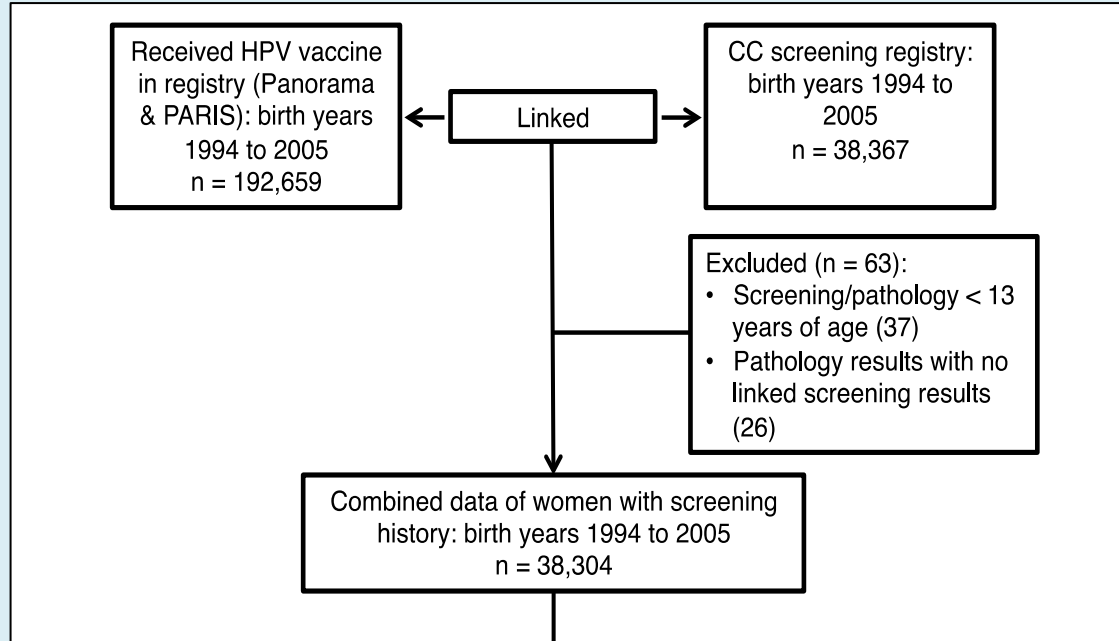 Received HPV vaccine
in registry (Panorama
& PARIS): birth years
1994 to 2005
n = 192,659
Linked
CC screening registry:
birth years 1994 to
2005
n = 38,367
Excluded (n = 63):
• Screening/pathology < 13
years of age (37)
• Pathology results with no
linked screening results
(26)
Combined data of women with screening
history: birth years 1994 to 2005
n = 38,304